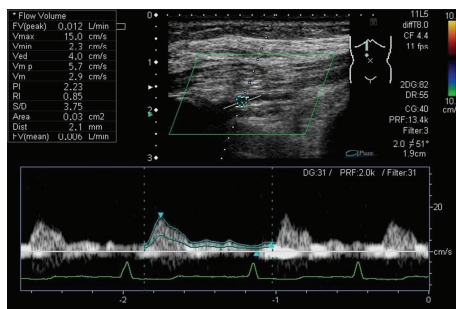 * Flow Volume
FV(peak) 0.012 L/min
Vmax 15.0 cm/s
Vmin 2.3 cm/s
Ved 4.0 cm/s
Vm p 5.7 cm/s
Vm 2.9 cm/s
PI 2.23
RI 0.85
S/D 3.75
Area 0.03 cm2
Dist 2.1 mm
FV(mean) 0.006 L/min
0
1
2
3
11L5
diffT8.0
CF 4.4
11 fps
2DG:82
DR:55
CG:40
PRF:13.4k
Filter:3
2.0 ≠51°
1.9cm
10.
10.
cm/s
DG:31 / PRF:2.0k / Filter:31
20
cm/s
-2
-1
0